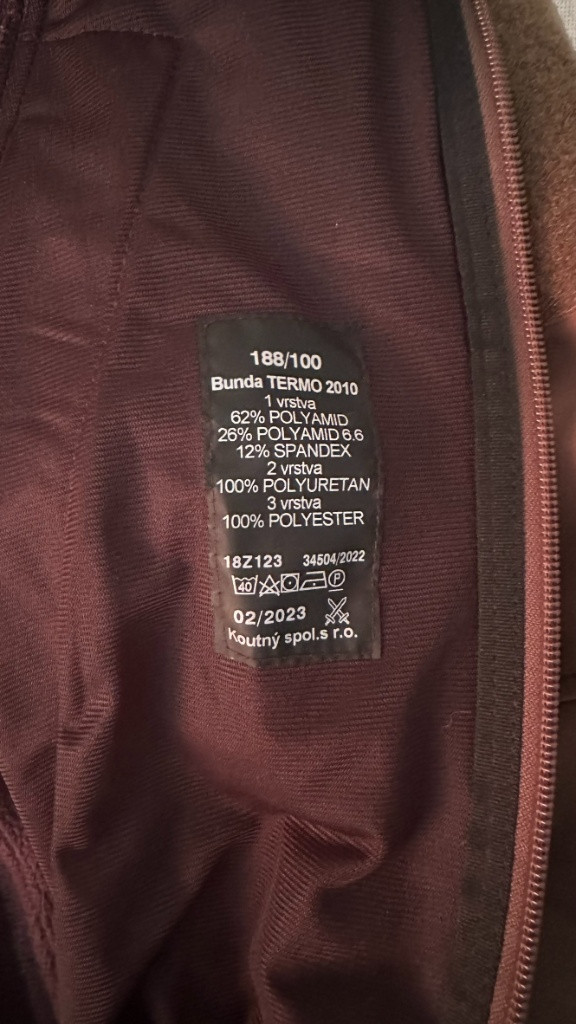 188/100
Bunda TERMO 2010
1 vrstva
62% POLYAMID
26% POLYAMID 6.6
12% SPANDEX
2 vrstva
100% POLYURETAN
3 vrstva
100% POLYESTER
18Z123 34504/2022
40 P
02/2023
Koutný spol.s r.o.